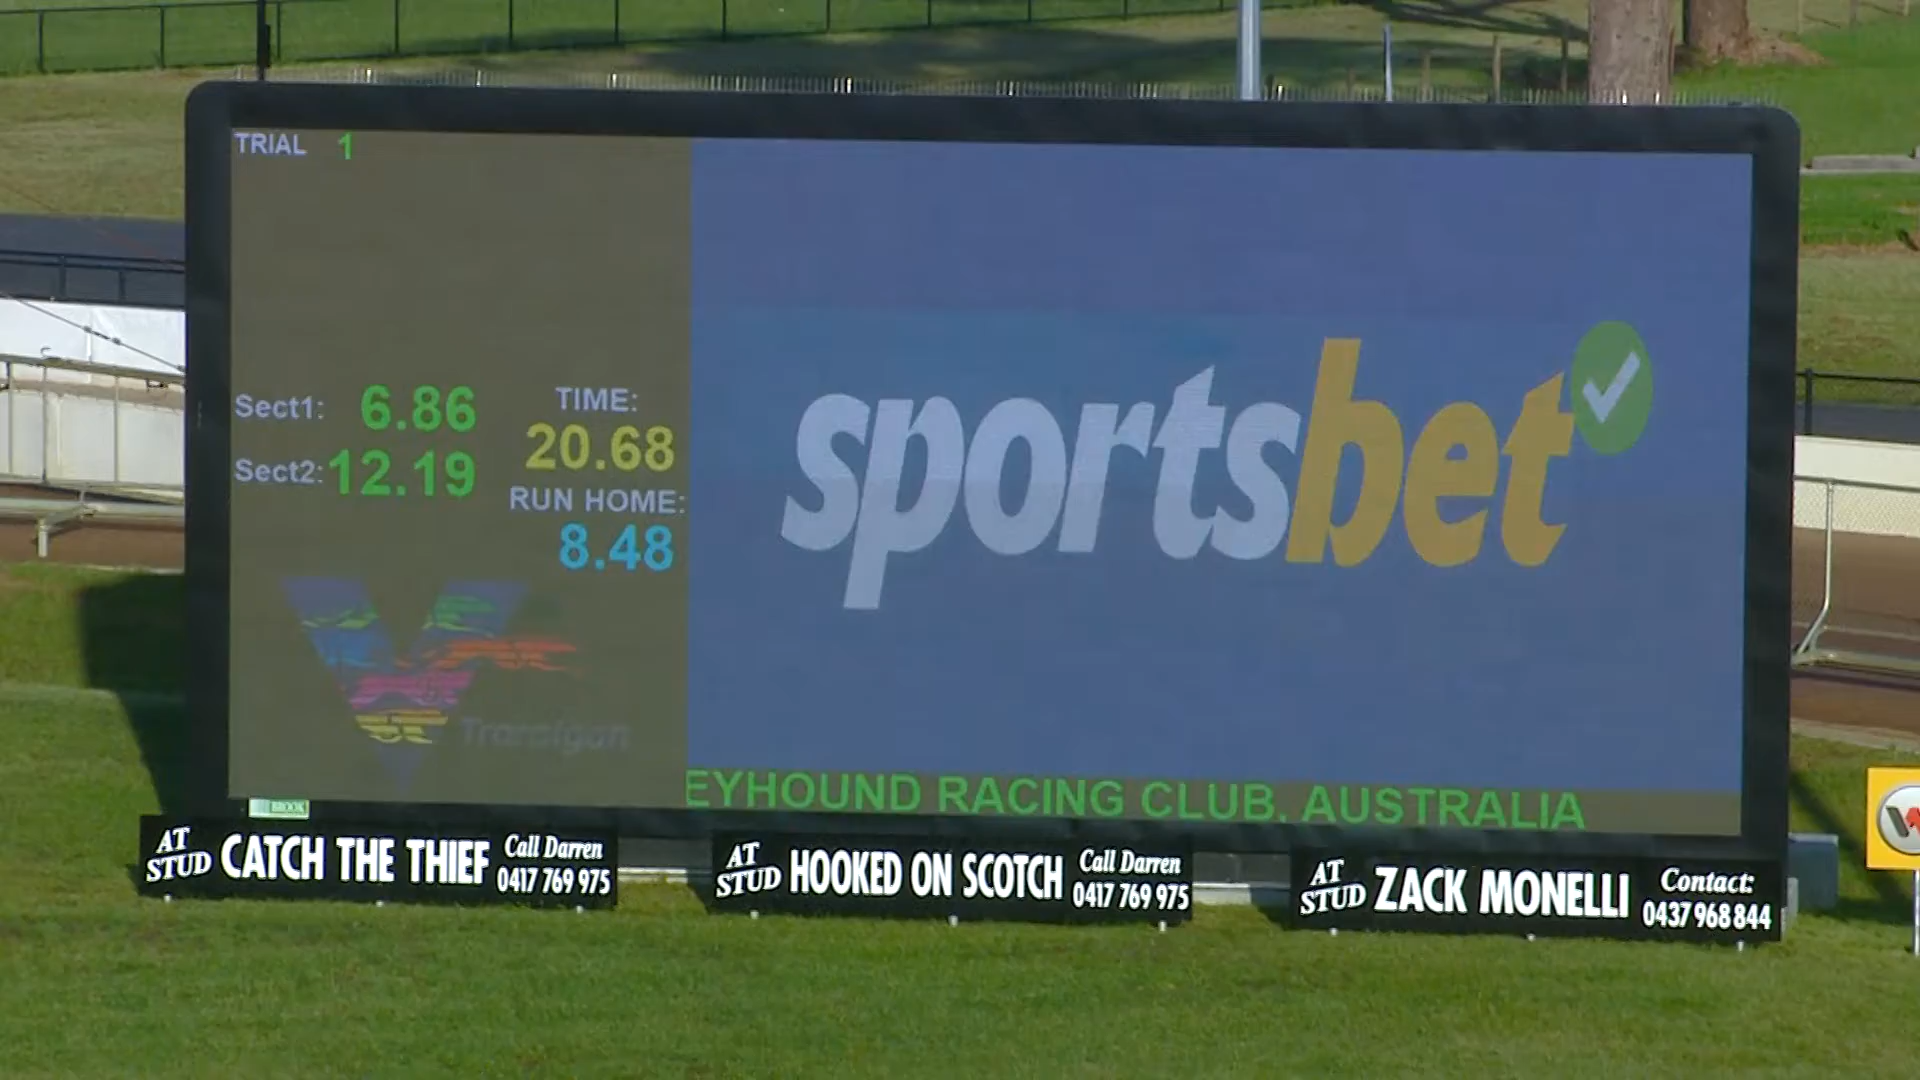 TRIAL 1
Sect1: 6.86
Sect2: 12.19
TIME:
20.68
RUN HOME:
8.48
sportsbet
EYHOUND RACING CLUB, AUSTRALIA
BROOK
AT STUD CATCH THE THIEF Call Darren 0417 769 975
AT STUD HOOKED ON SCOTCH Call Darren 0417 769 975
AT STUD ZACK MONELLI Contact: 0437 968 844